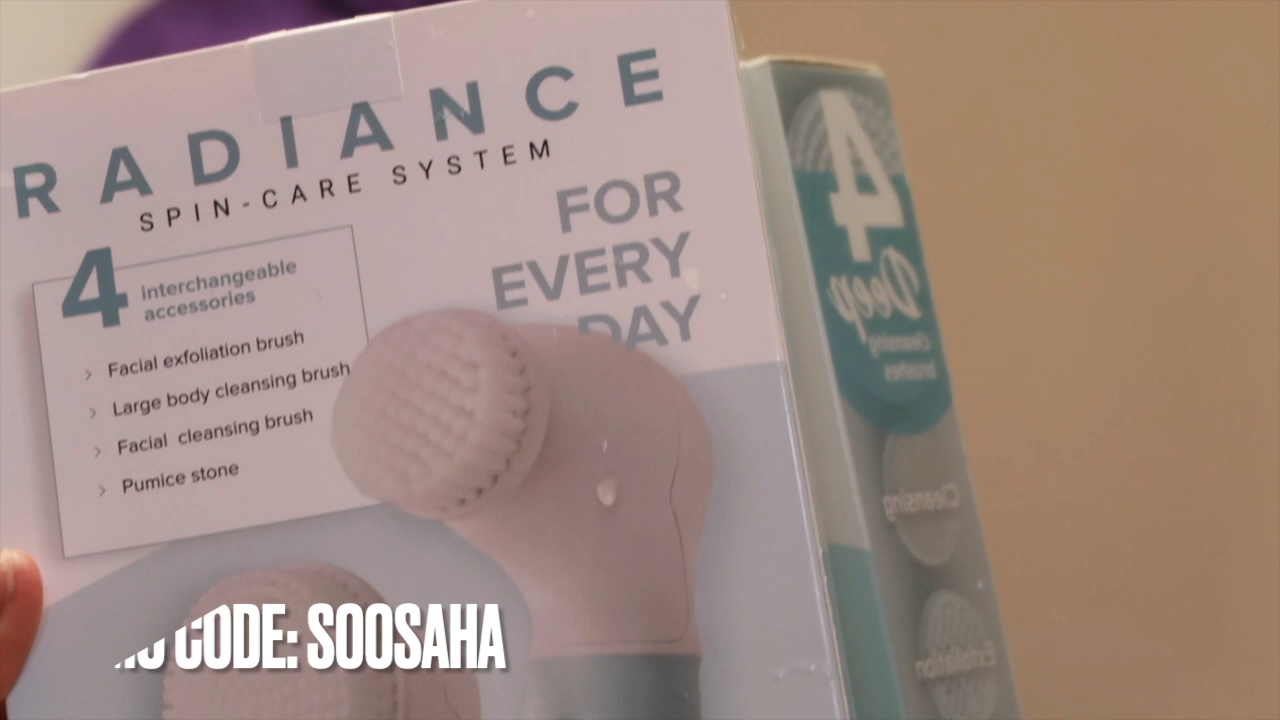 RADIANCE
SPIN-CARE SYSTEM
FOR
EVERY
DAY
4 Interchangeable
accessories
> Facial exfoliation brush
> Large body cleansing brush
> Facial cleansing brush
> Pumice stone
4
Deep
Cleansing
brushes
Cleansing
Exfoliation
CODE: SOOSAHA